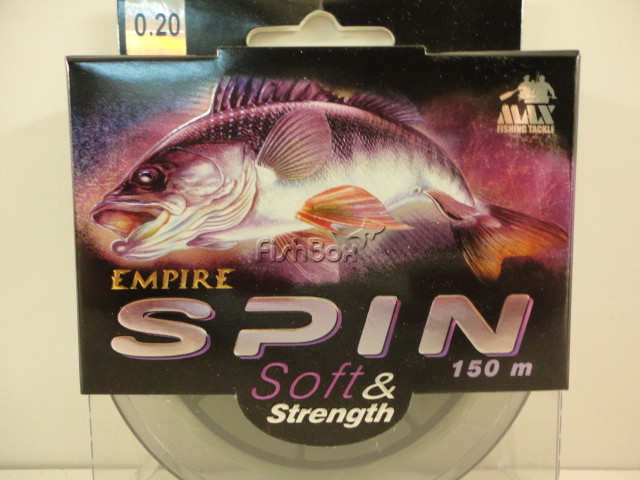 0.20
MAX
FISHING TACKLE
FishBox
EMPIRE
SPIN
150 m
Soft &
Strength